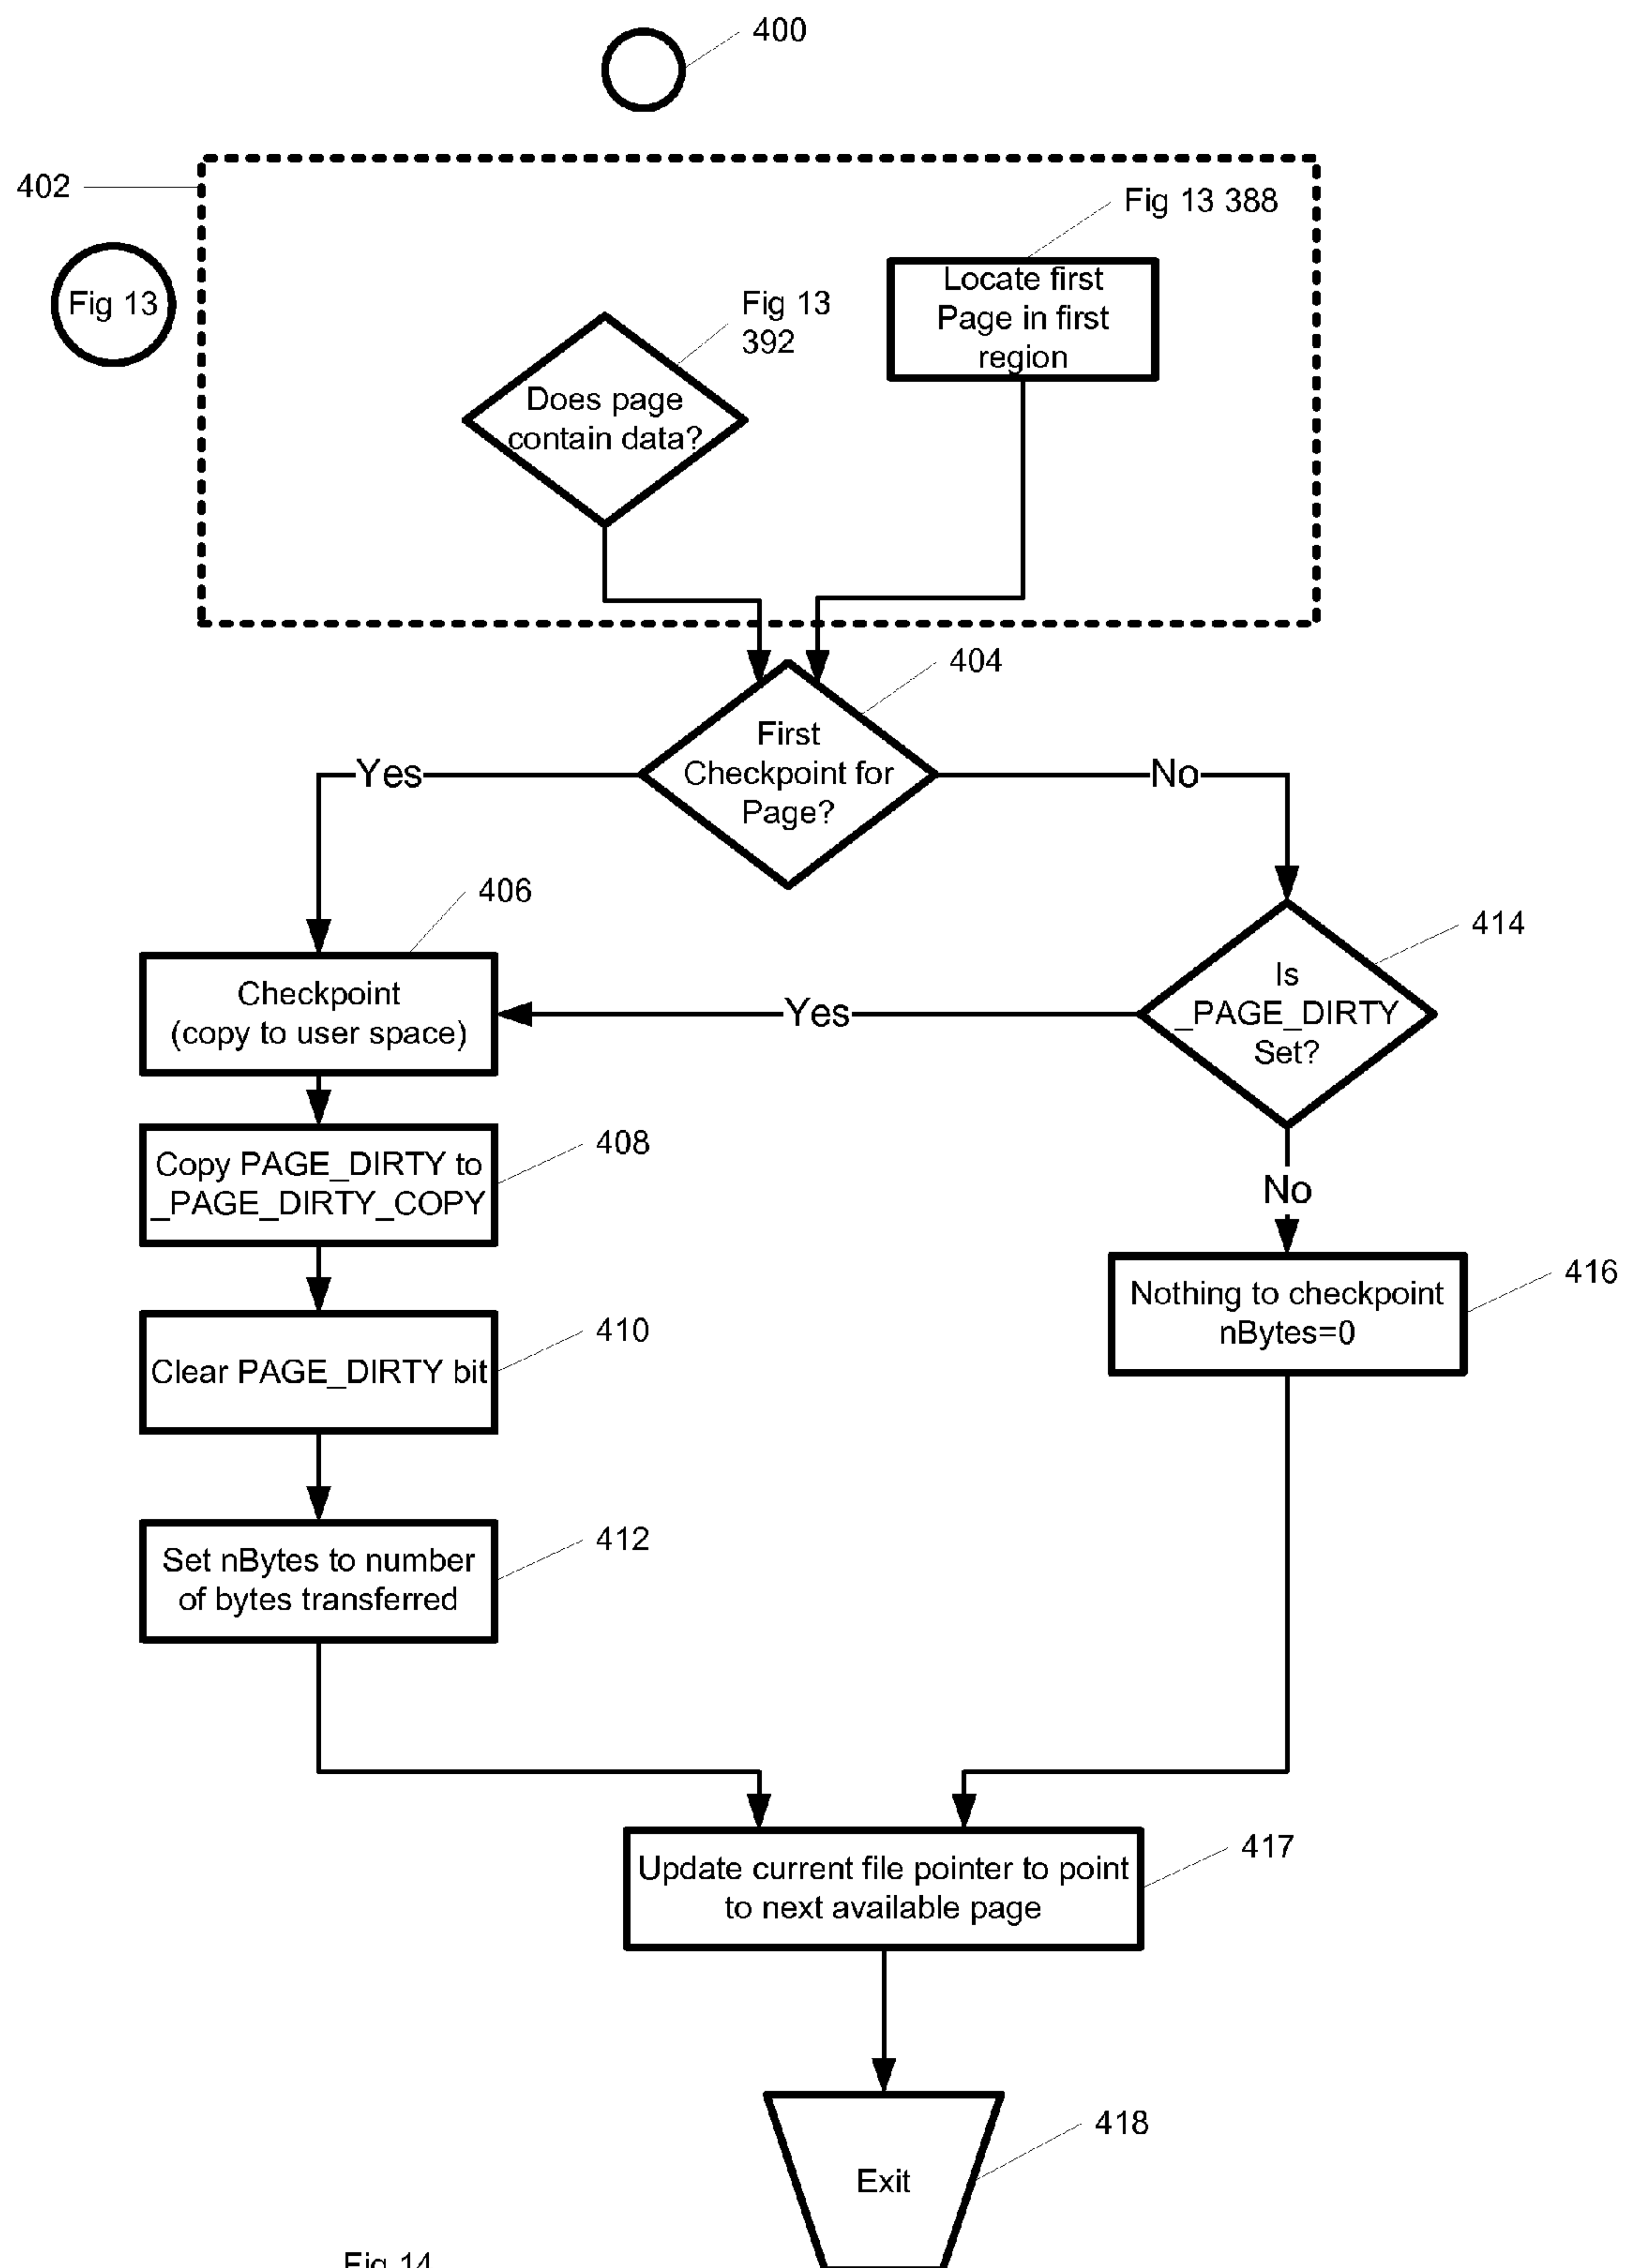 400
402
Fig 13 388
Fig 13
Locate first
Page in first
region
Fig 13
392
Does page
contain data?
404
First
Checkpoint for
Page?
Yes
No
406
414
Checkpoint
(copy to user space)
Yes
Is
_PAGE_DIRTY
Set?
408
Copy PAGE_DIRTY to
_PAGE_DIRTY_COPY
No
410
416
Clear PAGE_DIRTY bit
Nothing to checkpoint
nBytes=0
412
Set nBytes to number
of bytes transferred
417
Update current file pointer to point
to next available page
418
Exit
Fig 14